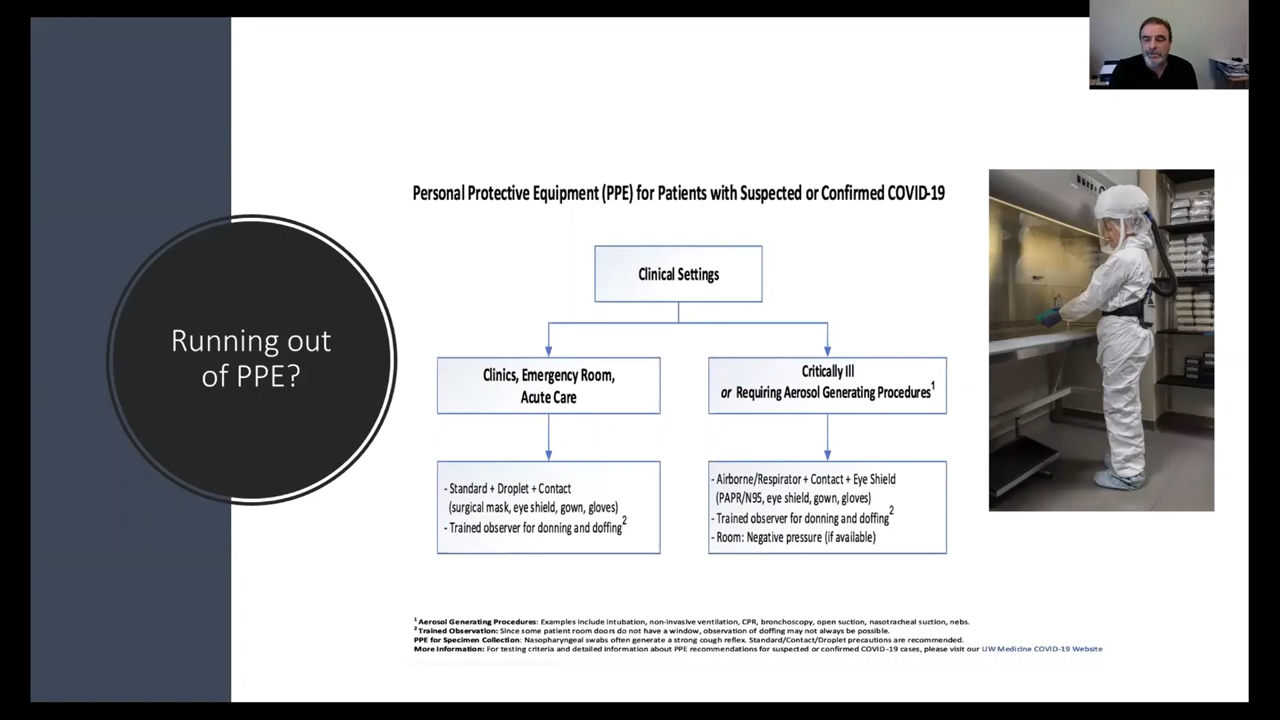 Running out
of PPE?
Personal Protective Equipment (PPE) for Patients with Suspected or Confirmed COVID-19
Clinical Settings
Clinics, Emergency Room,
Acute Care
- Standard + Droplet + Contact
(surgical mask, eye shield, gown, gloves)
- Trained observer for donning and doffing2
Critically Ill
or Requiring Aerosol Generating Procedures1
- Airborne/Respirator + Contact + Eye Shield
(PAPR/N95, eye shield, gown, gloves)
- Trained observer for donning and doffing2
- Room: Negative pressure (if available)
1 Aerosol Generating Procedures: Examples include intubation, non-invasive ventilation, CPR, bronchoscopy, open suction, nasotracheal suction, nebs.
2 Trained Observation: Since some patient room doors do not have a window, observation of doffing may not always be possible.
PPE for Specimen Collection: Nasopharyngeal swabs often generate a strong cough reflex. Standard/Contact/Droplet precautions are recommended.
More Information: For testing criteria and detailed information about PPE recommendations for suspected or confirmed COVID-19 cases, please visit our UW Medicine COVID-19 Website